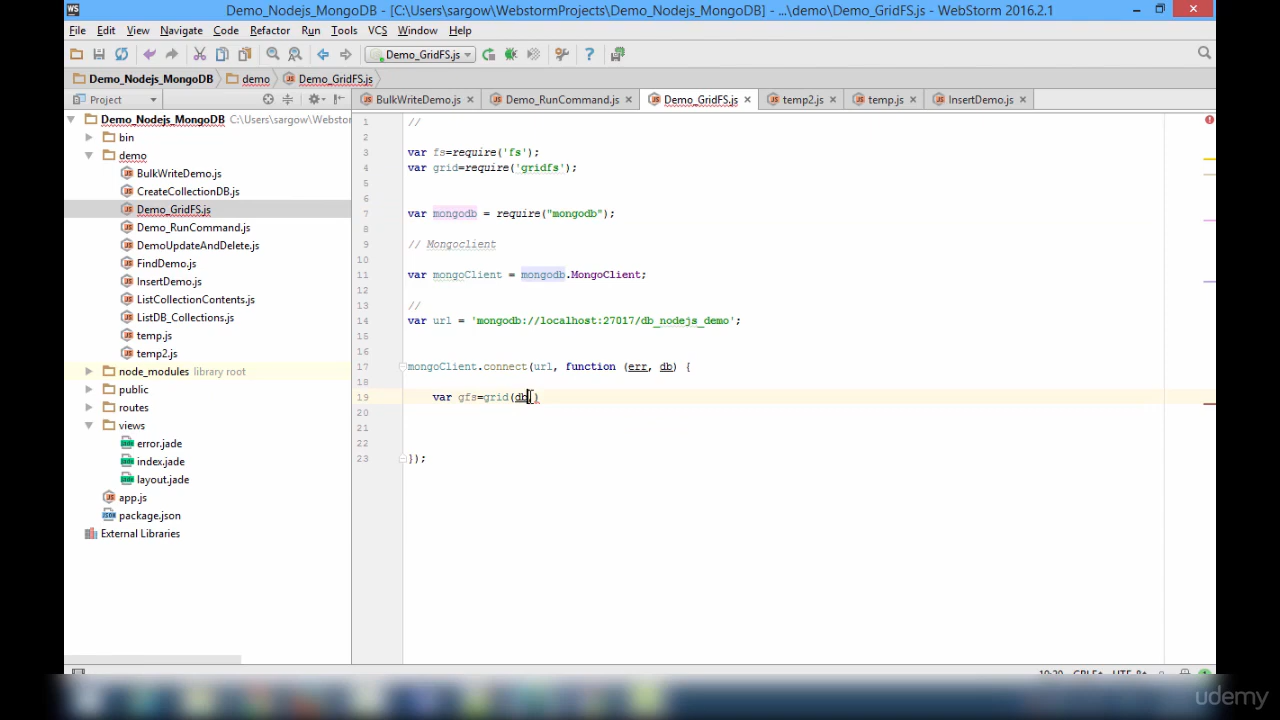 WS Demo_Nodejs_MongoDB - [C:\Users\sargow\WebstormProjects\Demo_Nodejs_MongoDB] - ...\demo\Demo_GridFS.js - WebStorm 2016.2.1
File Edit View Navigate Code Refactor Run Tools VCS Window Help
Demo_GridFS.js
Demo_Nodejs_MongoDB demo Demo_GridFS.js
Project
BulkWriteDemo.js Demo_RunCommand.js Demo_GridFS.js temp2.js temp.js InsertDemo.js
Demo_Nodejs_MongoDB C:\Users\sargow\Webstorm
bin
demo
BulkWriteDemo.js
CreateCollectionDB.js
Demo_GridFS.js
Demo_RunCommand.js
DemoUpdateAndDelete.js
FindDemo.js
InsertDemo.js
ListCollectionContents.js
ListDB_Collections.js
temp.js
temp2.js
node_modules library root
public
routes
views
error.jade
index.jade
layout.jade
app.js
package.json
External Libraries
1 //
2
3 var fs=require('fs');
4 var grid=require('gridfs');
5
6
7 var mongodb = require("mongodb");
8
9 // Mongoclient
10
11 var mongoClient = mongodb.MongoClient;
12
13 //
14 var url = 'mongodb://localhost:27017/db_nodejs_demo';
15
16
17 mongoClient.connect(url, function (err, db) {
18
19 var gfs=grid(db,)
20
21
22
23 });
udemy